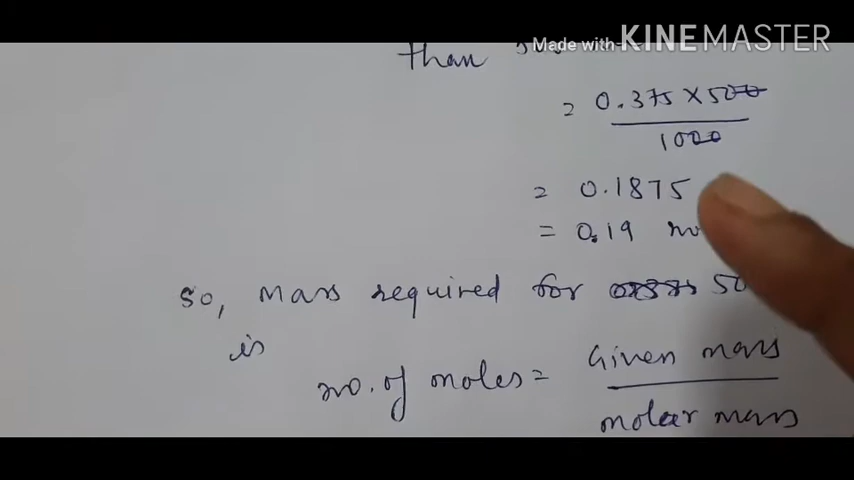 Made with KINEMASTER
than
= 0.375 × 500
1000
= 0.1875
= 0.19
so, mass required for 50
is
no. of moles = Given mass
molar mass